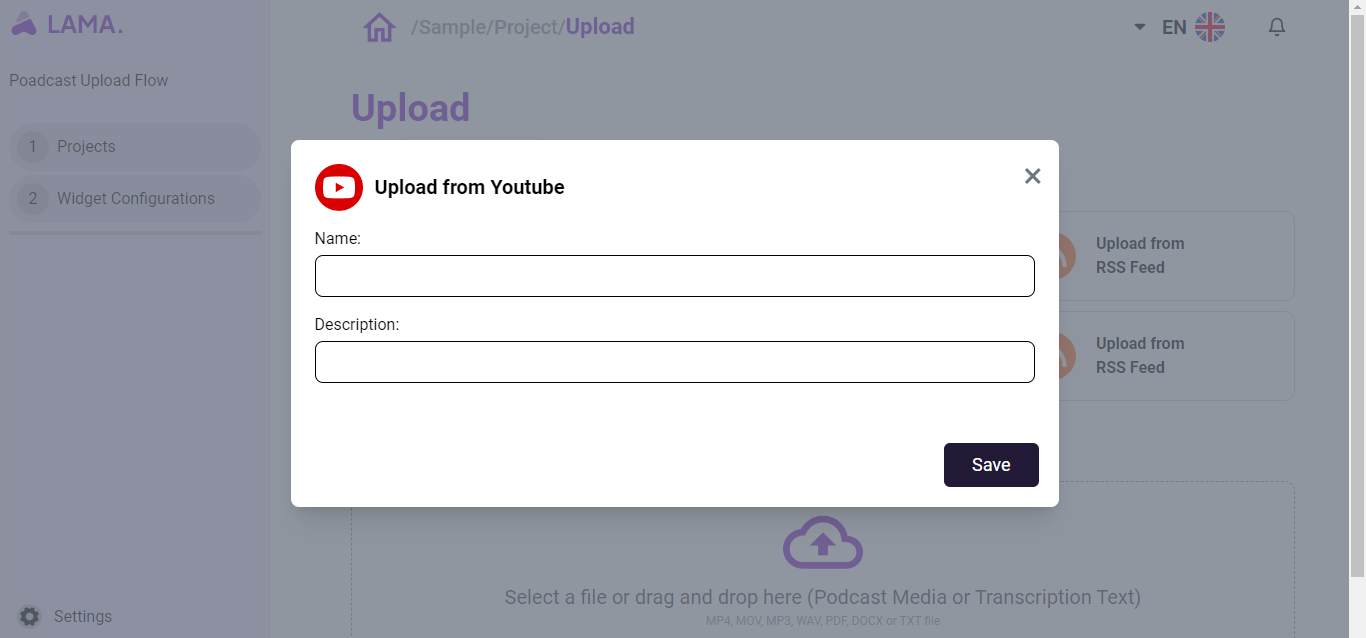 LAMA.
/Sample/Project/Upload
EN
Poadcast Upload Flow
1 Projects
2 Widget Configurations
Settings
Upload
Upload from Youtube
Name:
Description:
Save
Upload from
RSS Feed
Upload from
RSS Feed
Select a file or drag and drop here (Podcast Media or Transcription Text)
MP4, MOV, MP3, WAV, PDF, DOCX or TXT file